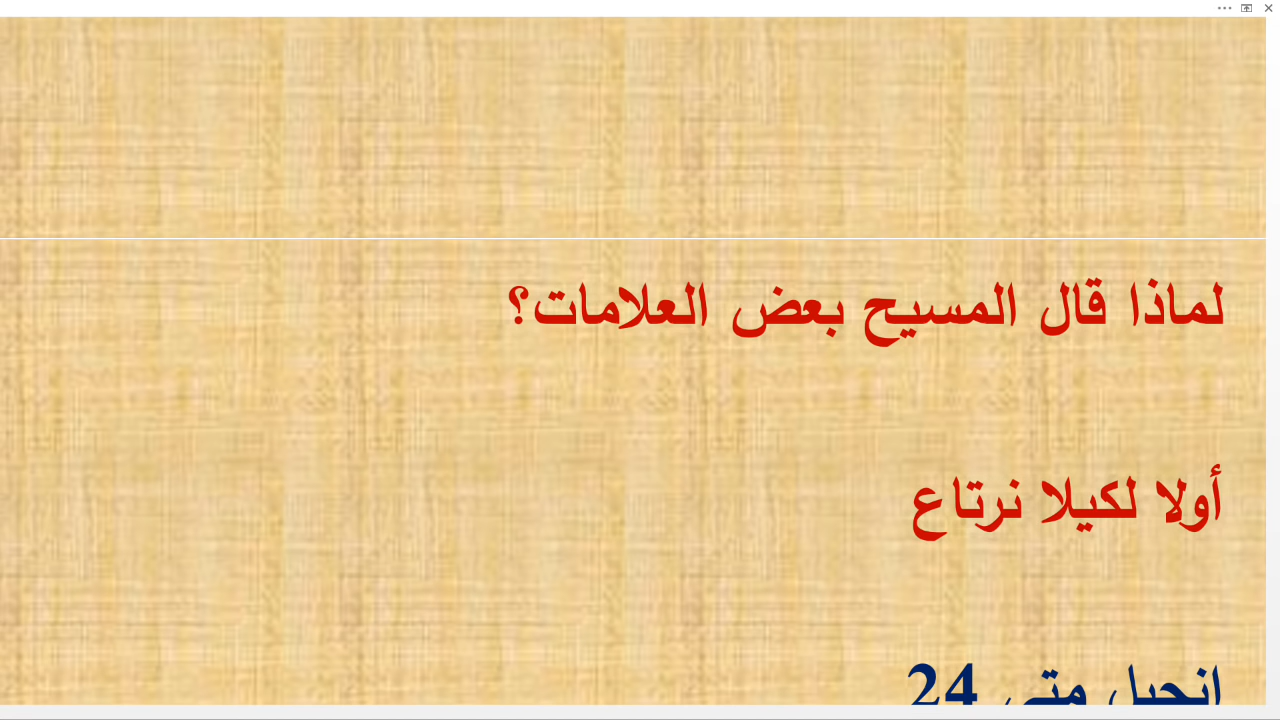 لماذا قال المسيح بعض العلامات؟
أولا لكيلا نرتاع
انجيل متى 24